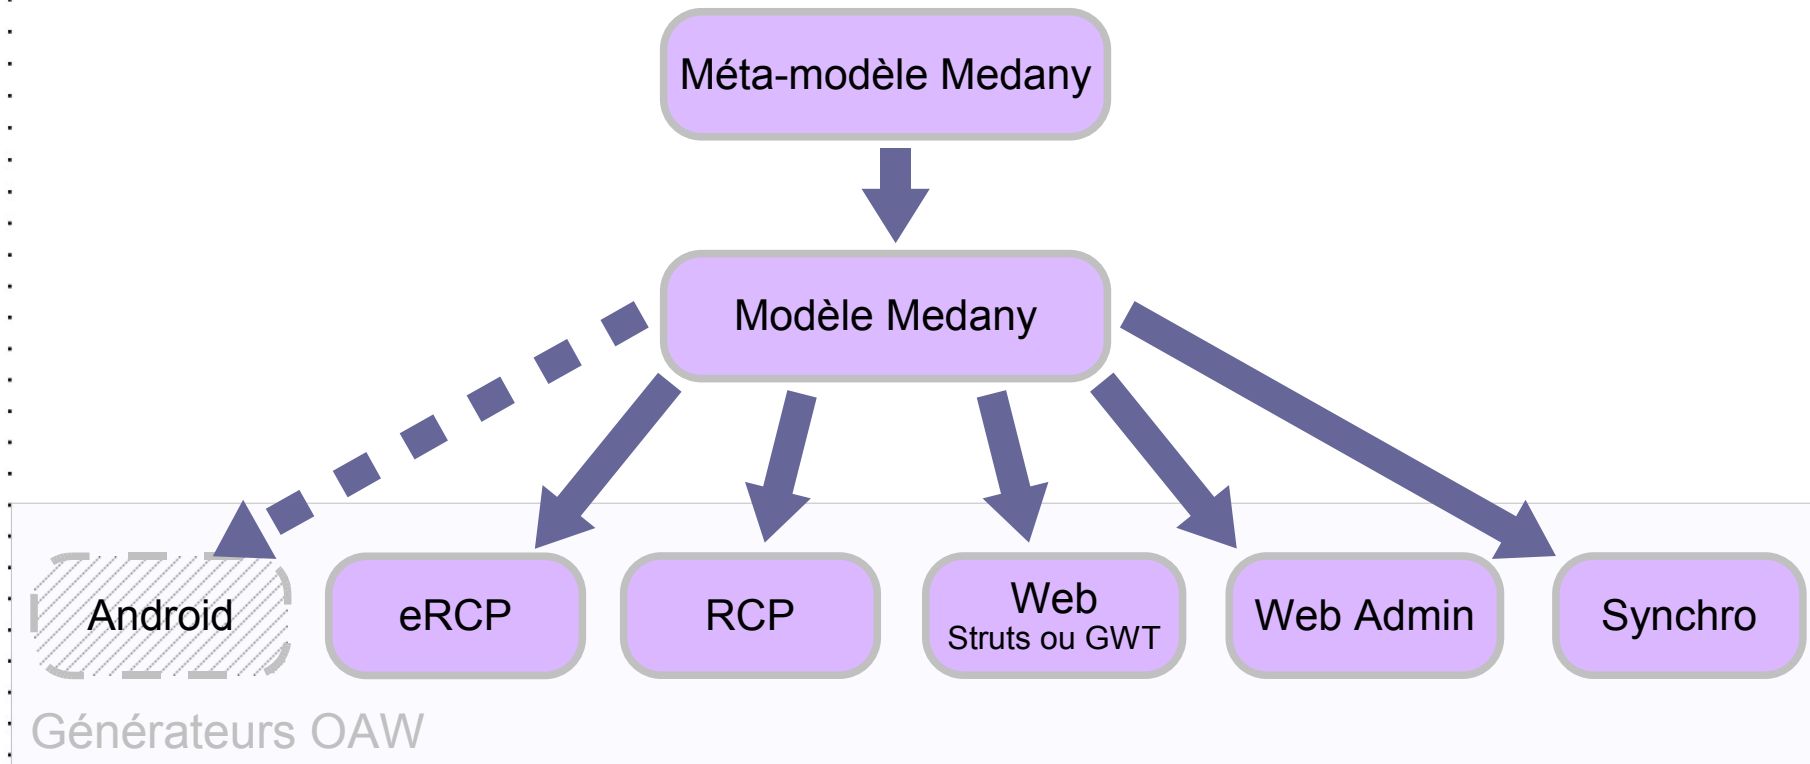 Méta-modèle Medany
Modèle Medany
Android
eRCP
RCP
Web
Struts ou GWT
Web Admin
Synchro
Générateurs OAW